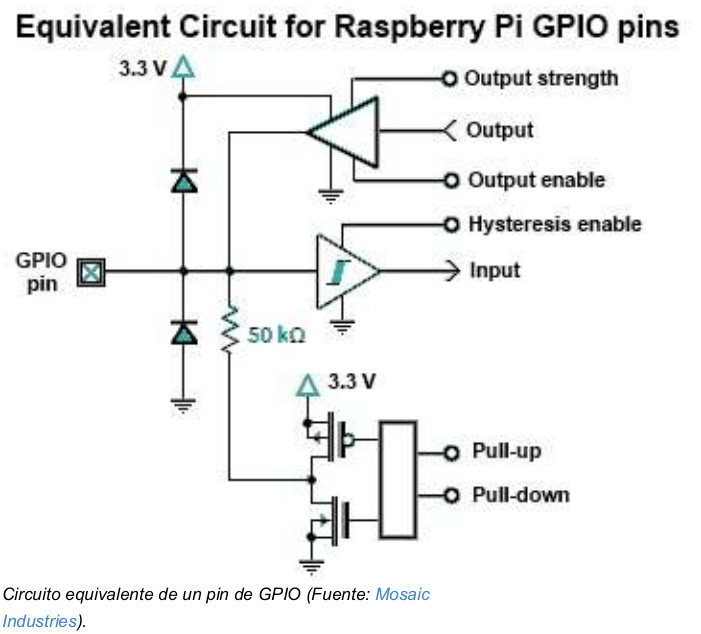 Equivalent Circuit for Raspberry Pi GPIO pins
3.3 V
Output strength
Output
Output enable
Hysteresis enable
GPIO
pin
Input
50 kΩ
3.3 V
Pull-up
Pull-down
Circuito equivalente de un pin de GPIO (Fuente: Mosaic
Industries).